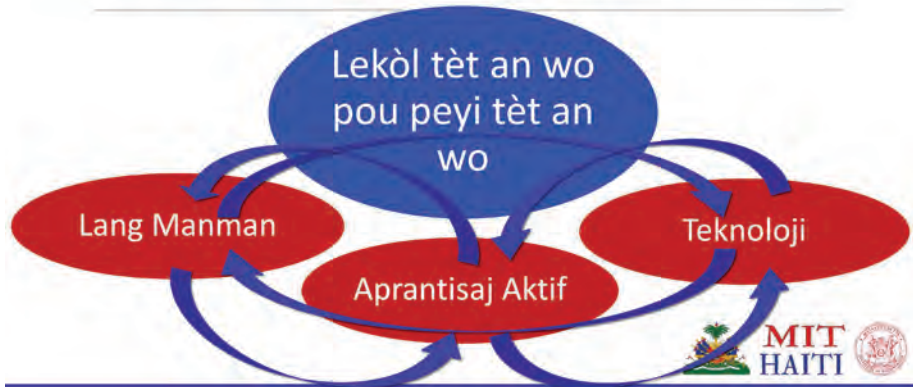 Lekòl tèt an wo
pou peyi tèt an
wo
Lang Manman
Teknoloji
Aprantisaj Aktif
MIT
HAITI